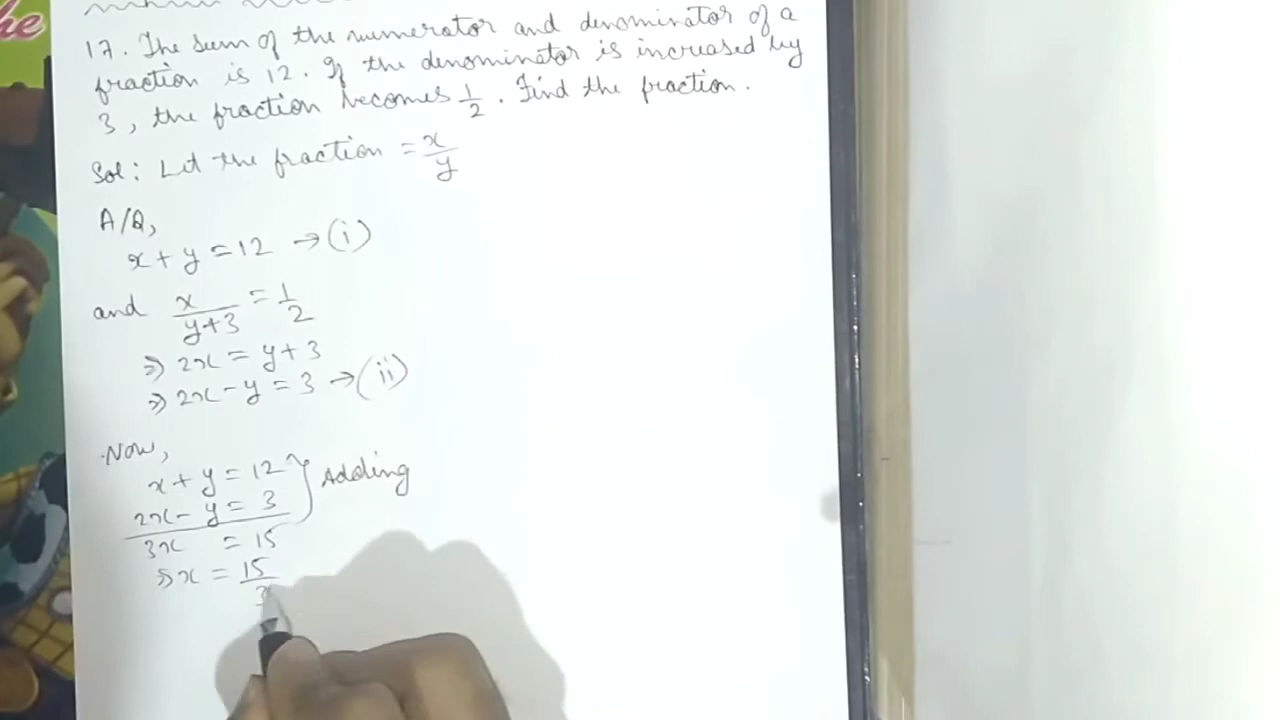 he
17. The sum of the numerator and denominator of a
fraction is 12. If the denominator is increased by
3, the fraction becomes 1/2. Find the fraction.
Sol: Let the fraction = x/y
A/Q,
x + y = 12 → (i)
and x/(y+3) = 1/2
⇒ 2x = y + 3
⇒ 2x - y = 3 → (ii)
Now,
x + y = 12 } Adding
2x - y = 3
3x = 15
⇒ x = 15/3